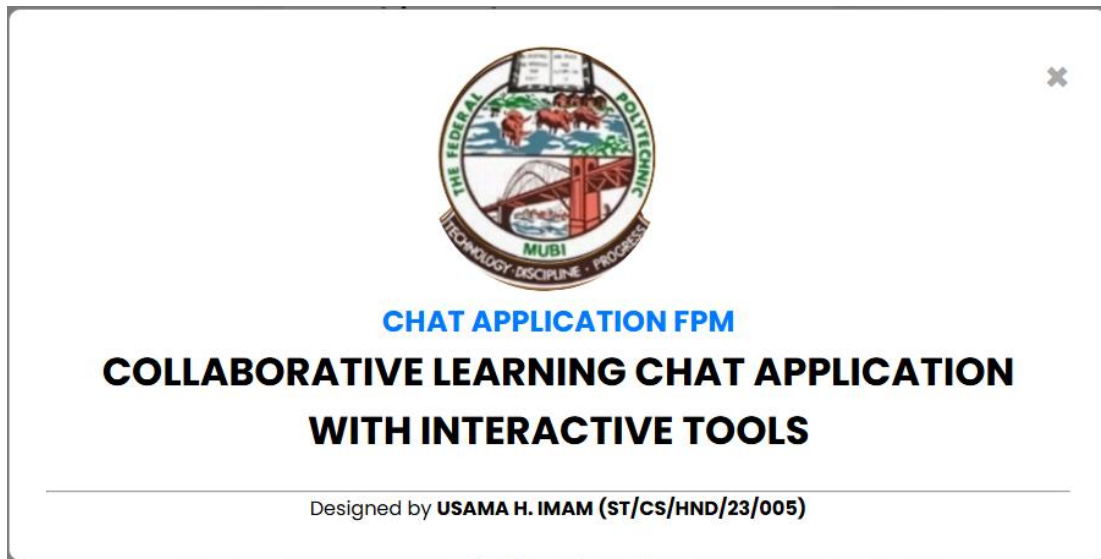 THE FEDERAL POLYTECHNIC
MUBI
TECHNOLOGY · DISCIPLINE · PROGRESS
CHAT APPLICATION FPM
COLLABORATIVE LEARNING CHAT APPLICATION
WITH INTERACTIVE TOOLS
Designed by USAMA H. IMAM (ST/CS/HND/23/005)